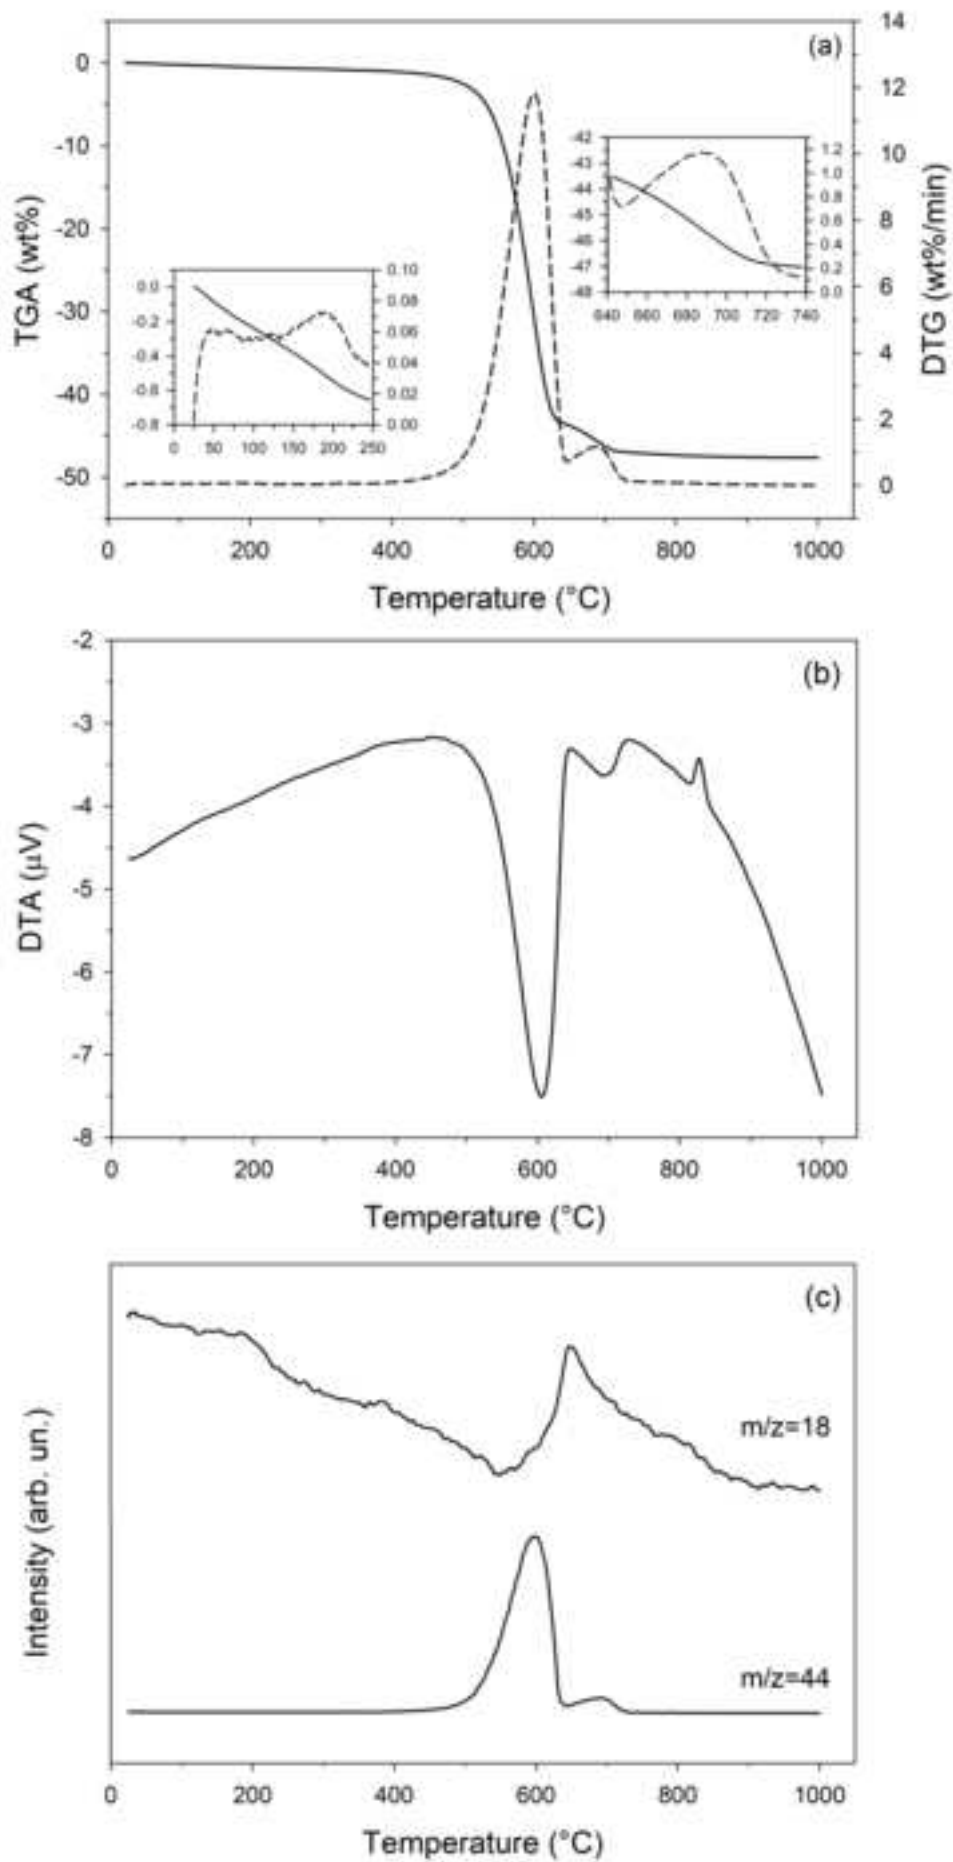 (a)
TGA (wt%)
0
-10
-20
-30
-40
-50
14
12
10
8
6
4
2
0
DTG (wt%/min)
-42
-43
-44
-45
-46
-47
-48
1.2
1.0
0.8
0.6
0.4
0.2
0.0
640 660 680 700 720 740
0.0
-0.2
-0.4
-0.8
-0.8
0.10
0.08
0.06
0.04
0.02
0.00
0 50 100 150 200 250
0 200 400 600 800 1000
Temperature (°C)
(b)
DTA (μV)
-2
-3
-4
-5
-6
-7
-8
0 200 400 600 800 1000
Temperature (°C)
(c)
Intensity (arb. un.)
m/z=18
m/z=44
0 200 400 600 800 1000
Temperature (°C)